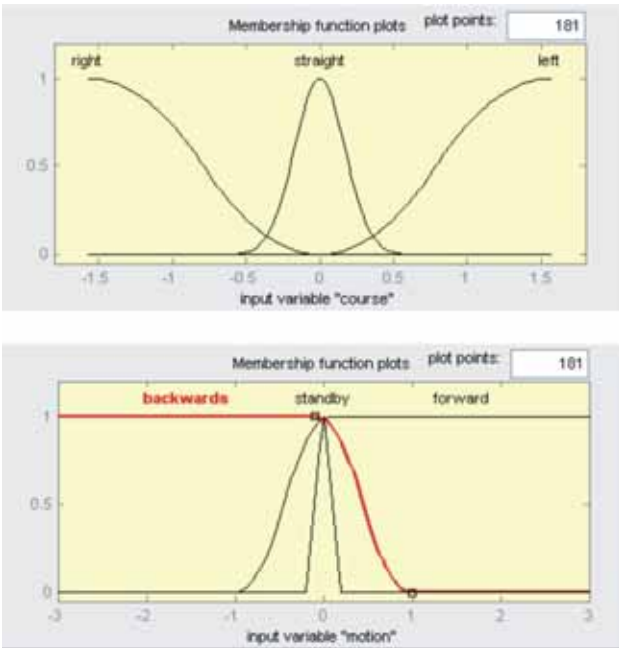 Membership function plots plot points: 181
right straight left
1
0.5
0
-1.5 -1 -0.5 0 0.5 1 1.5
input variable "course"
Membership function plots plot points: 181
backwards standby forward
1
0.5
0
-3 -2 -1 0 1 2 3
input variable "motion"